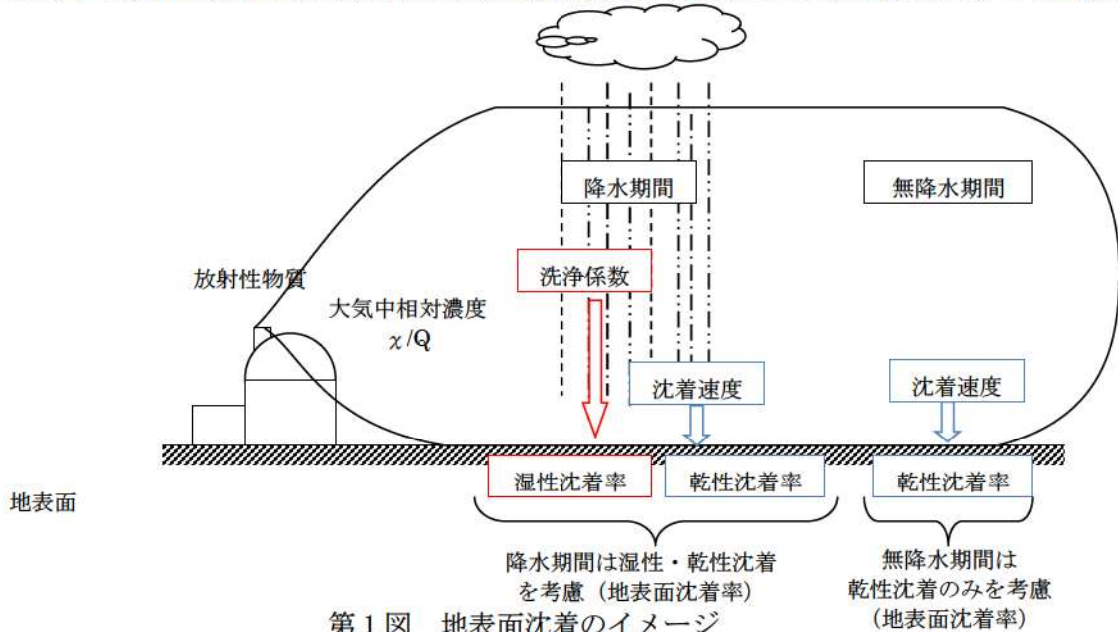 降水期間
無降水期間
洗浄係数
放射性物質
大気中相対濃度
χ/Q
沈着速度
沈着速度
湿性沈着率
乾性沈着率
乾性沈着率
地表面
降水期間は湿性・乾性沈着
を考慮（地表面沈着率）
無降水期間は
乾性沈着のみを考慮
（地表面沈着率）
第1図 地表面沈着のイメージ